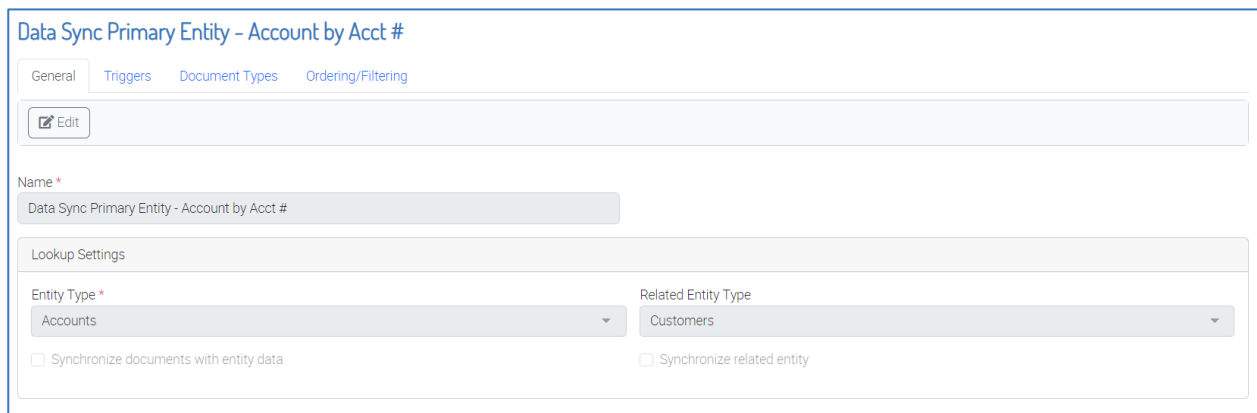 Data Sync Primary Entity - Account by Acct #
General Triggers Document Types Ordering/Filtering
Edit
Name *
Data Sync Primary Entity - Account by Acct #
Lookup Settings
Entity Type * Related Entity Type
Accounts Customers
Synchronize documents with entity data Synchronize related entity